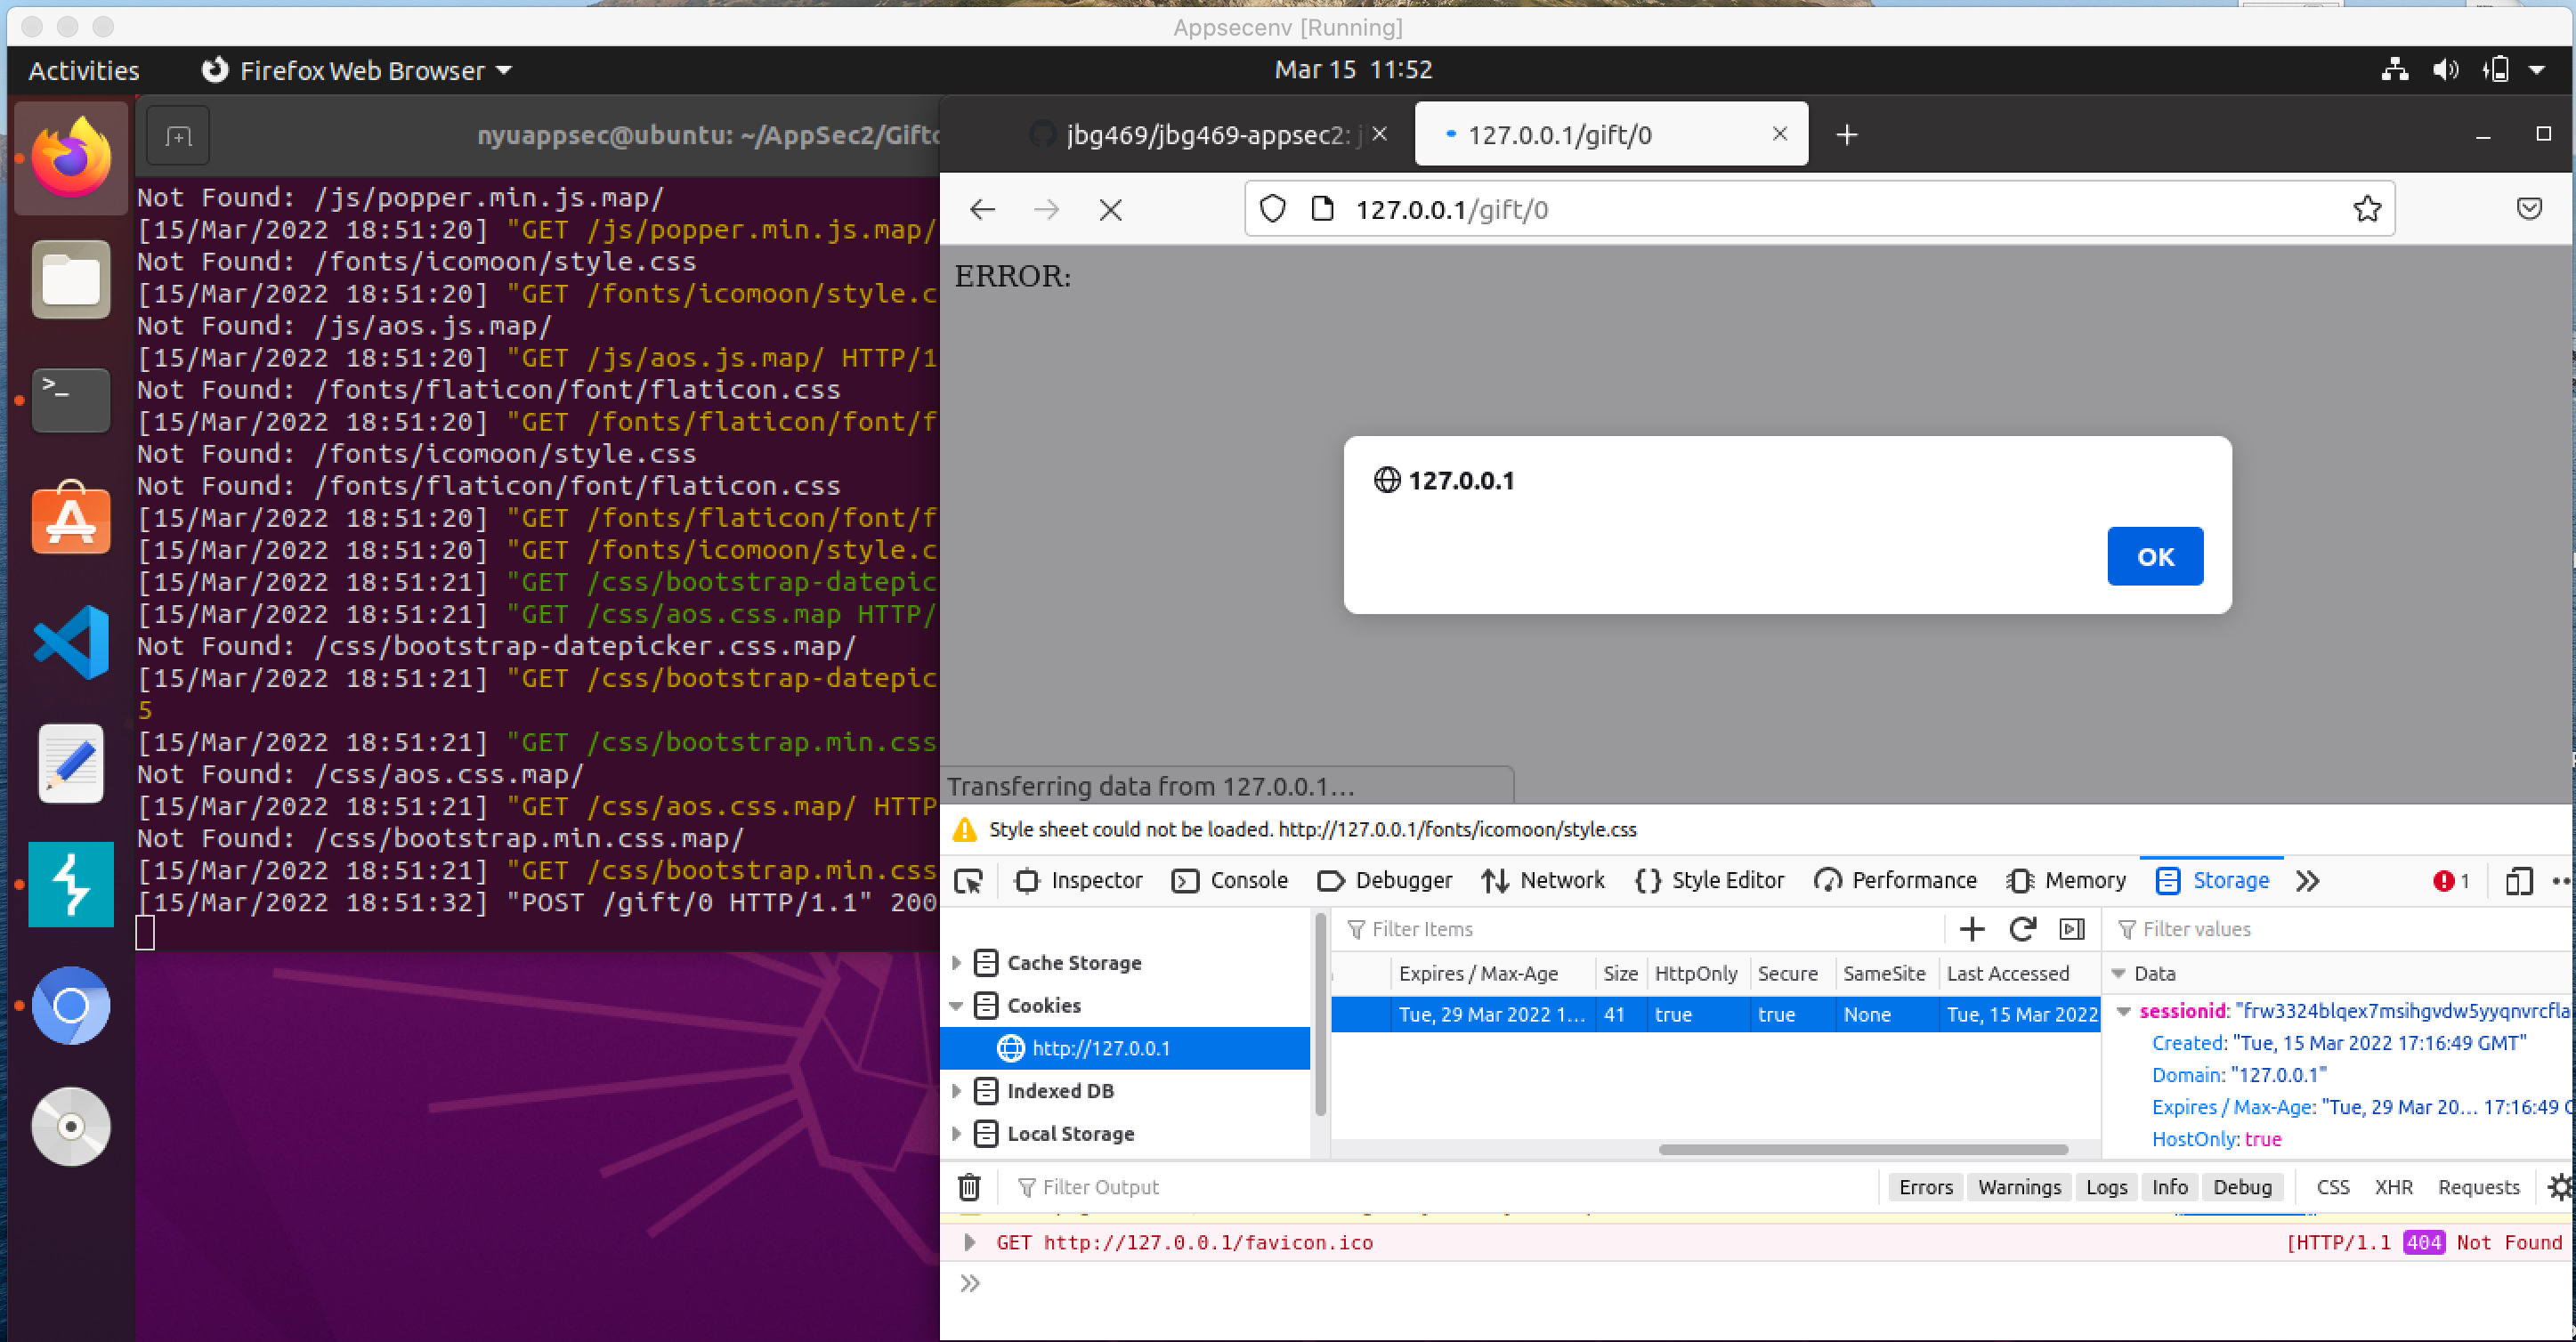 Appsecenv [Running]
Activities
Firefox Web Browser
Mar 15 11:52
nyuappsec@ubuntu: ~/AppSec2/Giftc
Not Found: /js/popper.min.js.map/
[15/Mar/2022 18:51:20] "GET /js/popper.min.js.map/
Not Found: /fonts/icomoon/style.css
[15/Mar/2022 18:51:20] "GET /fonts/icomoon/style.c
Not Found: /js/aos.js.map/
[15/Mar/2022 18:51:20] "GET /js/aos.js.map/ HTTP/1
Not Found: /fonts/flaticon/font/flaticon.css
[15/Mar/2022 18:51:20] "GET /fonts/flaticon/font/f
Not Found: /fonts/icomoon/style.css
Not Found: /fonts/flaticon/font/flaticon.css
[15/Mar/2022 18:51:20] "GET /fonts/flaticon/font/f
[15/Mar/2022 18:51:20] "GET /fonts/icomoon/style.c
[15/Mar/2022 18:51:21] "GET /css/bootstrap-datepic
[15/Mar/2022 18:51:21] "GET /css/aos.css.map HTTP/
Not Found: /css/bootstrap-datepicker.css.map/
[15/Mar/2022 18:51:21] "GET /css/bootstrap-datepic
5
[15/Mar/2022 18:51:21] "GET /css/bootstrap.min.css
Not Found: /css/aos.css.map/
[15/Mar/2022 18:51:21] "GET /css/aos.css.map/ HTTP
Not Found: /css/bootstrap.min.css.map/
[15/Mar/2022 18:51:21] "GET /css/bootstrap.min.css
[15/Mar/2022 18:51:32] "POST /gift/0 HTTP/1.1" 200
jbg469/jbg469-appsec2: j
127.0.0.1/gift/0
127.0.0.1/gift/0
ERROR:
127.0.0.1
OK
Transferring data from 127.0.0.1…
Style sheet could not be loaded. http://127.0.0.1/fonts/icomoon/style.css
Inspector Console Debugger Network Style Editor Performance Memory Storage 1
Filter Items
Filter values
Cache Storage
Cookies
http://127.0.0.1
Indexed DB
Local Storage
Expires / Max-Age Size HttpOnly Secure SameSite Last Accessed
Tue, 29 Mar 2022 1… 41 true true None Tue, 15 Mar 2022
Data
sessionid: "frw3324blqex7msihgvdw5yyqnvrcfla
Created: "Tue, 15 Mar 2022 17:16:49 GMT"
Domain: "127.0.0.1"
Expires / Max-Age: "Tue, 29 Mar 20… 17:16:49 G
HostOnly: true
Filter Output
Errors Warnings Logs Info Debug CSS XHR Requests
GET http://127.0.0.1/favicon.ico
[HTTP/1.1 404 Not Found